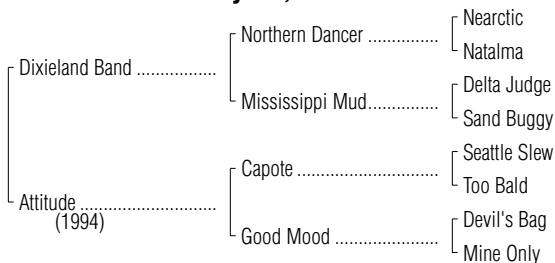 Northern Dancer ...............
Nearctic
Natalma
Dixieland Band .................
Mississippi Mud...............
Delta Judge
Sand Buggy
Capote ..............................
Seattle Slew
Too Bald
Attitude .............................
(1994)
Good Mood ......................
Devil's Bag
Mine Only